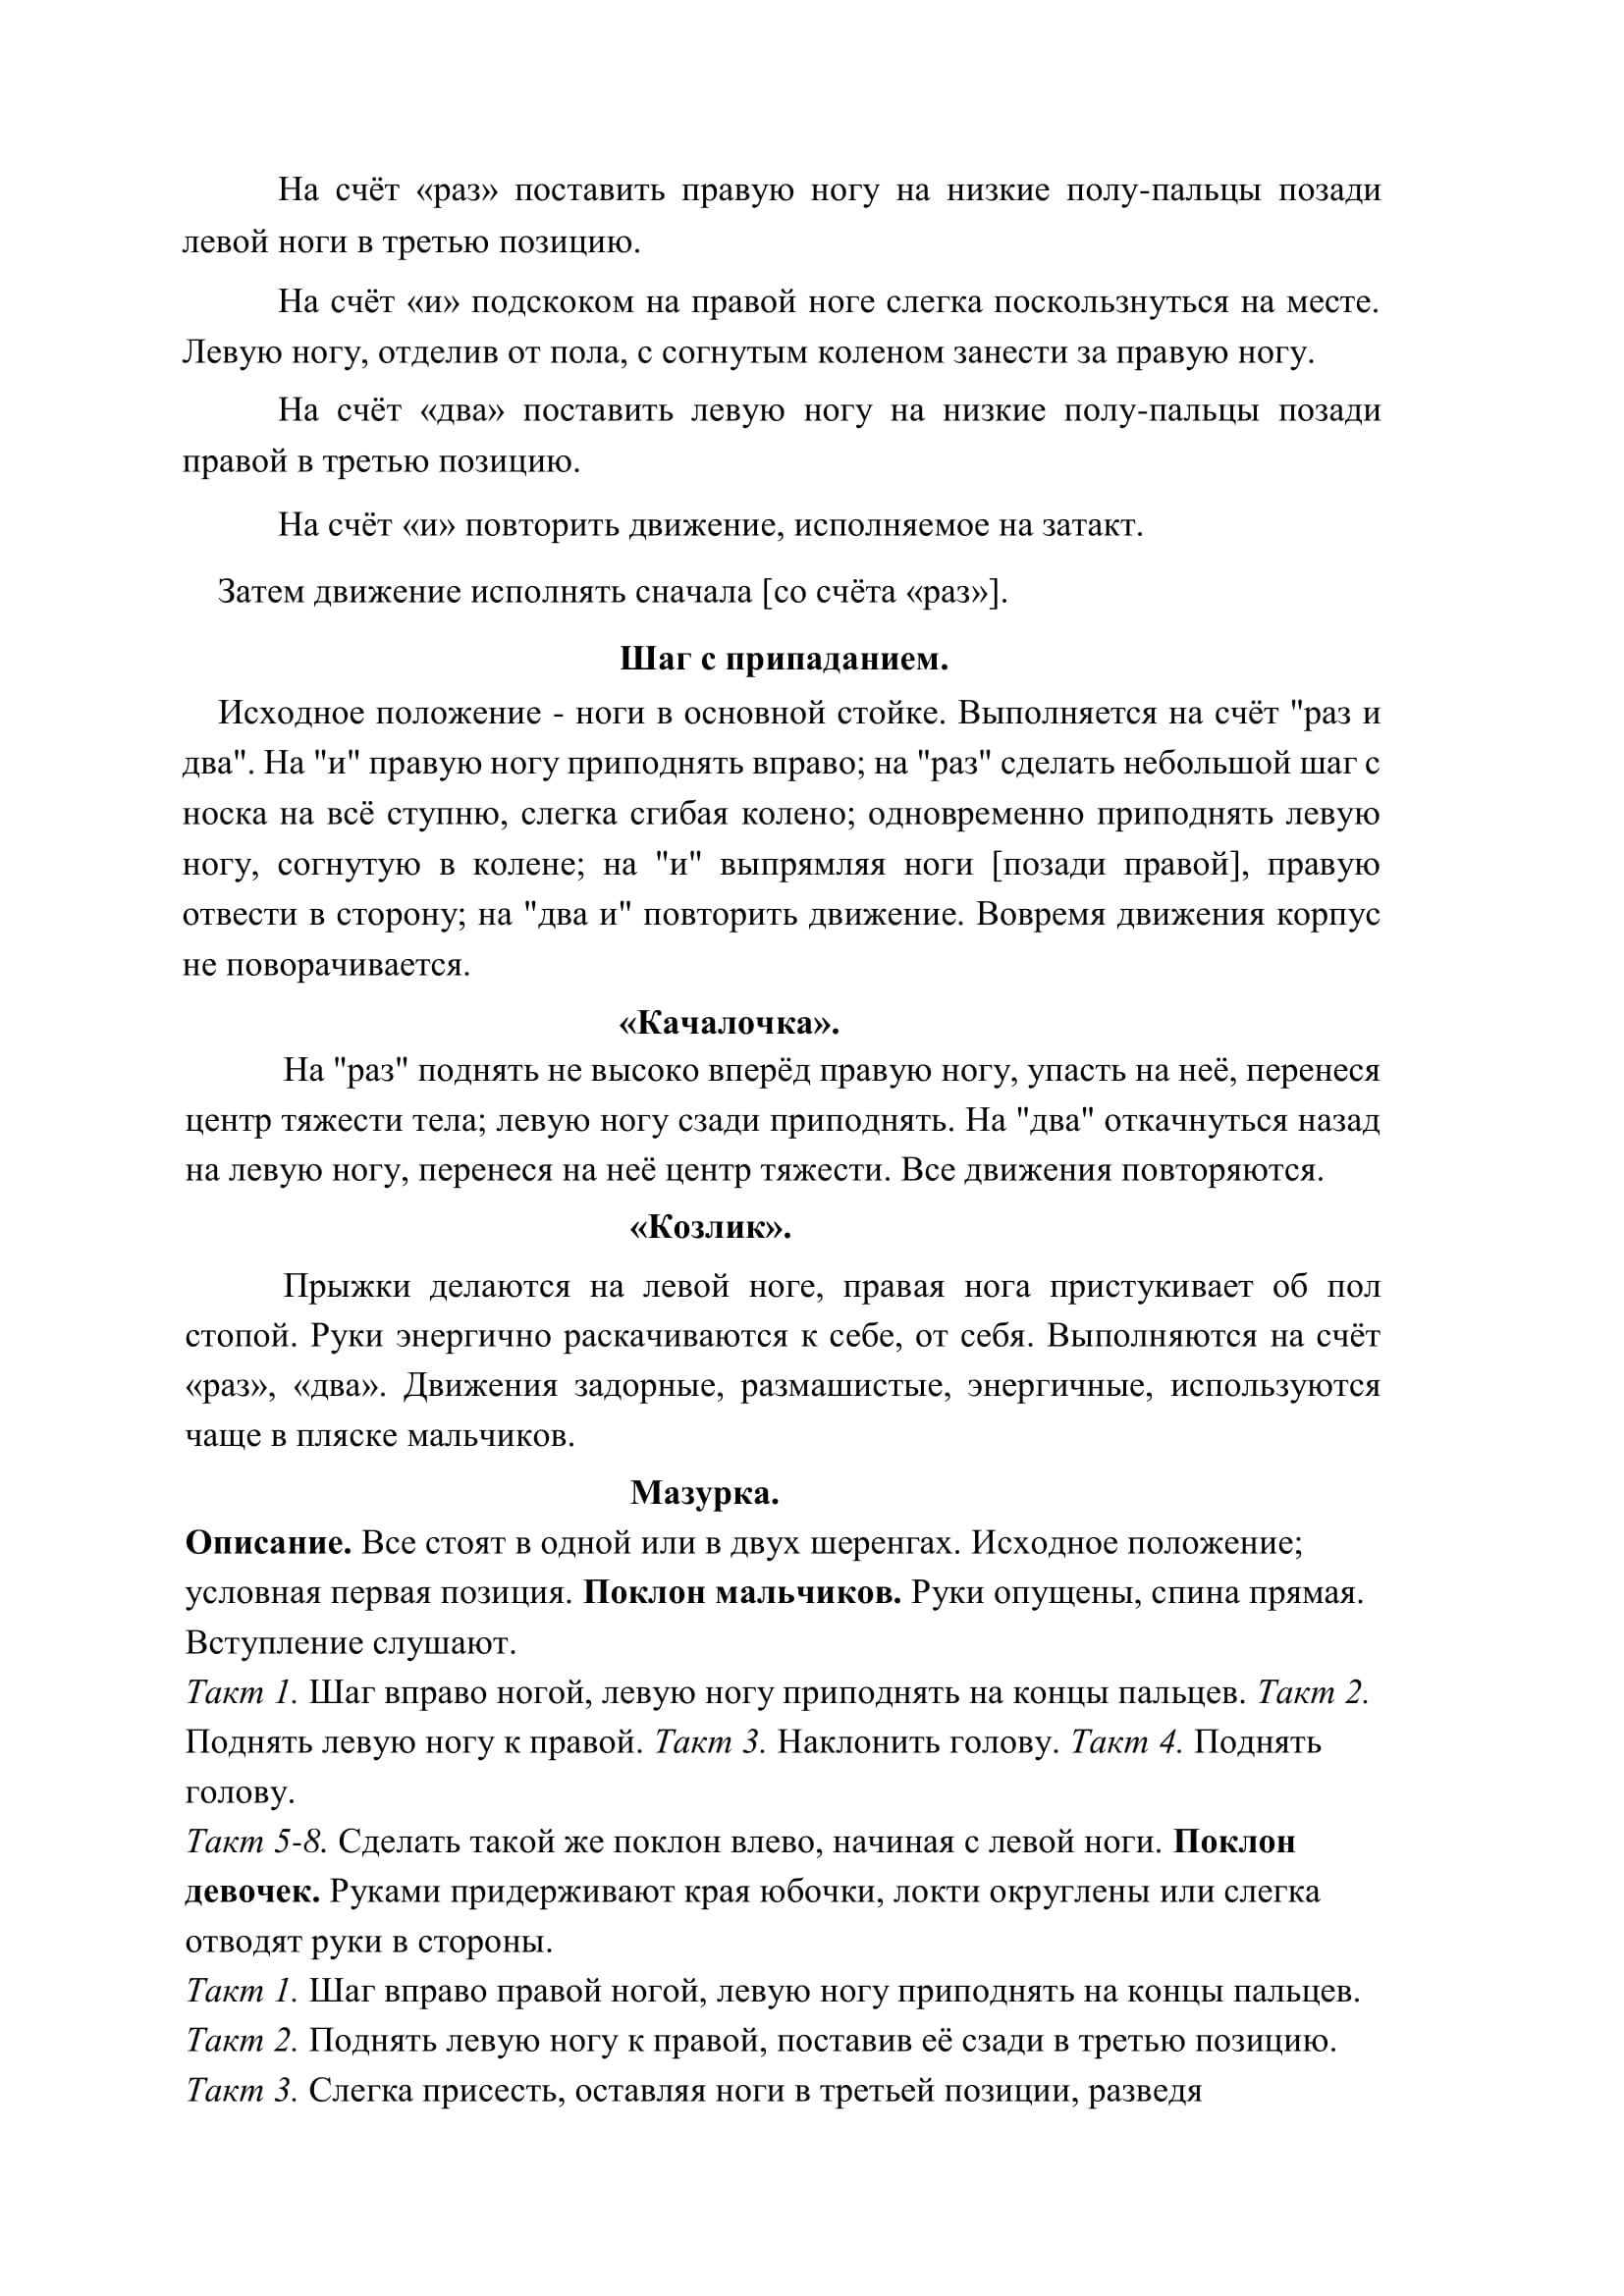 На счёт «раз» поставить правую ногу на низкие полу-пальцы позади
левой ноги в третью позицию.
На счёт «и» подскоком на правой ноге слегка поскользнуться на месте.
Левую ногу, отделив от пола, с согнутым коленом занести за правую ногу.
На счёт «два» поставить левую ногу на низкие полу-пальцы позади
правой в третью позицию.
На счёт «и» повторить движение, исполняемое на затакт.
Затем движение исполнять сначала [со счёта «раз»].
Шаг с припаданием.
Исходное положение - ноги в основной стойке. Выполняется на счёт "раз и
два". На "и" правую ногу приподнять вправо; на "раз" сделать небольшой шаг с
носка на всё ступню, слегка сгибая колено; одновременно приподнять левую
ногу, согнутую в колене; на "и" выпрямляя ноги [позади правой], правую
отвести в сторону; на "два и" повторить движение. Вовремя движения корпус
не поворачивается.
«Качалочка».
На "раз" поднять не высоко вперёд правую ногу, упасть на неё, перенеся
центр тяжести тела; левую ногу сзади приподнять. На "два" откачнуться назад
на левую ногу, перенеся на неё центр тяжести. Все движения повторяются.
«Козлик».
Прыжки делаются на левой ноге, правая нога пристукивает об пол
стопой. Руки энергично раскачиваются к себе, от себя. Выполняются на счёт
«раз», «два». Движения задорные, размашистые, энергичные, используются
чаще в пляске мальчиков.
Мазурка.
Описание. Все стоят в одной или в двух шеренгах. Исходное положение;
условная первая позиция. Поклон мальчиков. Руки опущены, спина прямая.
Вступление слушают.
Такт 1. Шаг вправо ногой, левую ногу приподнять на концы пальцев. Такт 2.
Поднять левую ногу к правой. Такт 3. Наклонить голову. Такт 4. Поднять
голову.
Такт 5-8. Сделать такой же поклон влево, начиная с левой ноги. Поклон
девочек. Руками придерживают края юбочки, локти округлены или слегка
отводят руки в стороны.
Такт 1. Шаг вправо правой ногой, левую ногу приподнять на концы пальцев.
Такт 2. Поднять левую ногу к правой, поставив её сзади в третью позицию.
Такт 3. Слегка присесть, оставляя ноги в третьей позиции, разведя